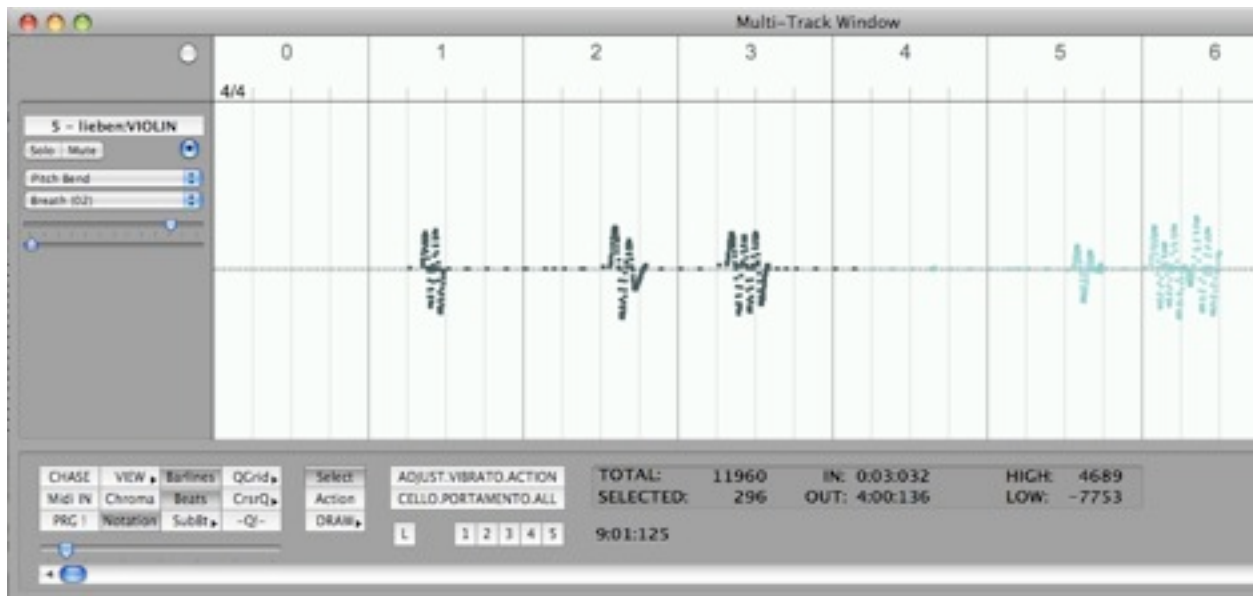 Multi-Track Window
0 1 2 3 4 5 6
4/4
5 - lieben:VIOLIN
Solo Mute
Pitch Bend
Breath (02)
CHASE VIEW Barlines QGrid Select ADJUST.VIBRATO.ACTION TOTAL: 11960 IN: 0:03:032 HIGH: 4689
Midi IN Chroma Beats CrsrQ Action CELLO.PORTAMENTO.ALL SELECTED: 296 OUT: 4:00:136 LOW: -7753
PRG ! Notation SubBt -Q!- DRAW
L 1 2 3 4 5 9:01:125